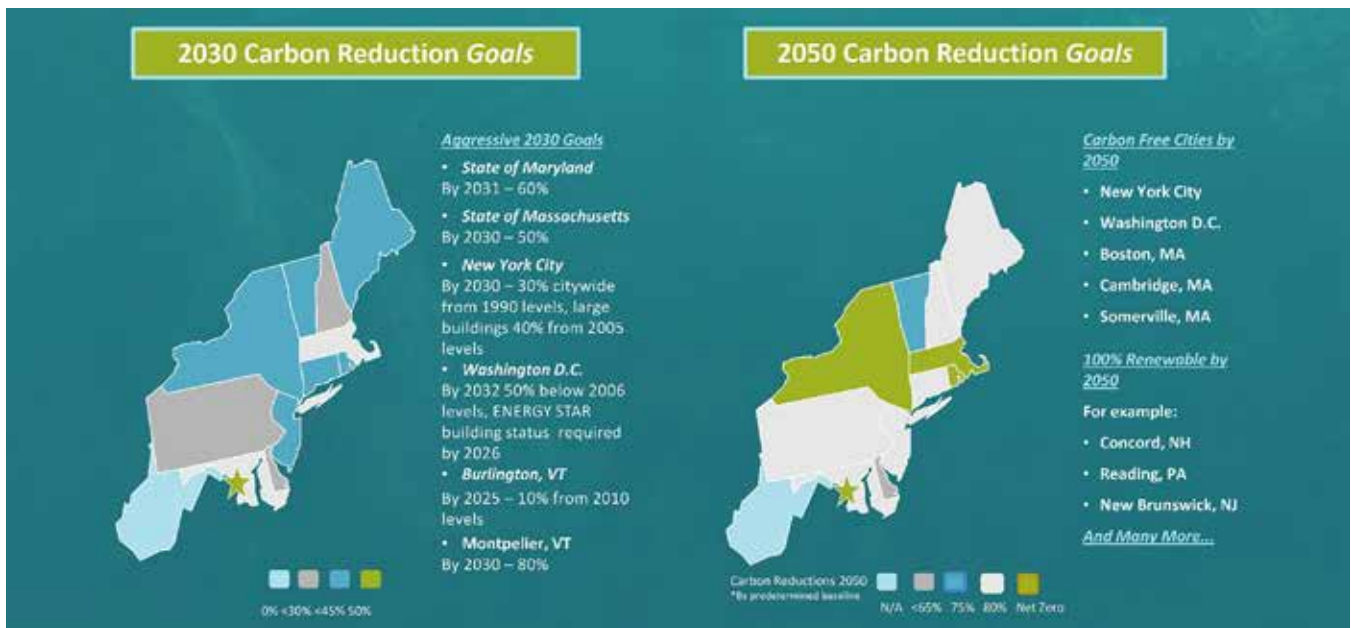 2030 Carbon Reduction Goals
Aggressive 2030 Goals
• State of Maryland
By 2031 – 60%
• State of Massachusetts
By 2030 – 50%
• New York City
By 2030 – 30% citywide
from 1990 levels, large
buildings 40% from 2005
levels
• Washington D.C.
By 2032 50% below 2006
levels, ENERGY STAR
building status required
by 2026
• Burlington, VT
By 2025 – 10% from 2010
levels
• Montpelier, VT
By 2030 – 80%
0% <30% <45% 50%
2050 Carbon Reduction Goals
Carbon Free Cities by
2050
• New York City
• Washington D.C.
• Boston, MA
• Cambridge, MA
• Somerville, MA
100% Renewable by
2050
For example:
• Concord, NH
• Reading, PA
• New Brunswick, NJ
And Many More...
Carbon Reductions 2050
*By predetermined baseline
N/A <65% 75% 80% Net Zero